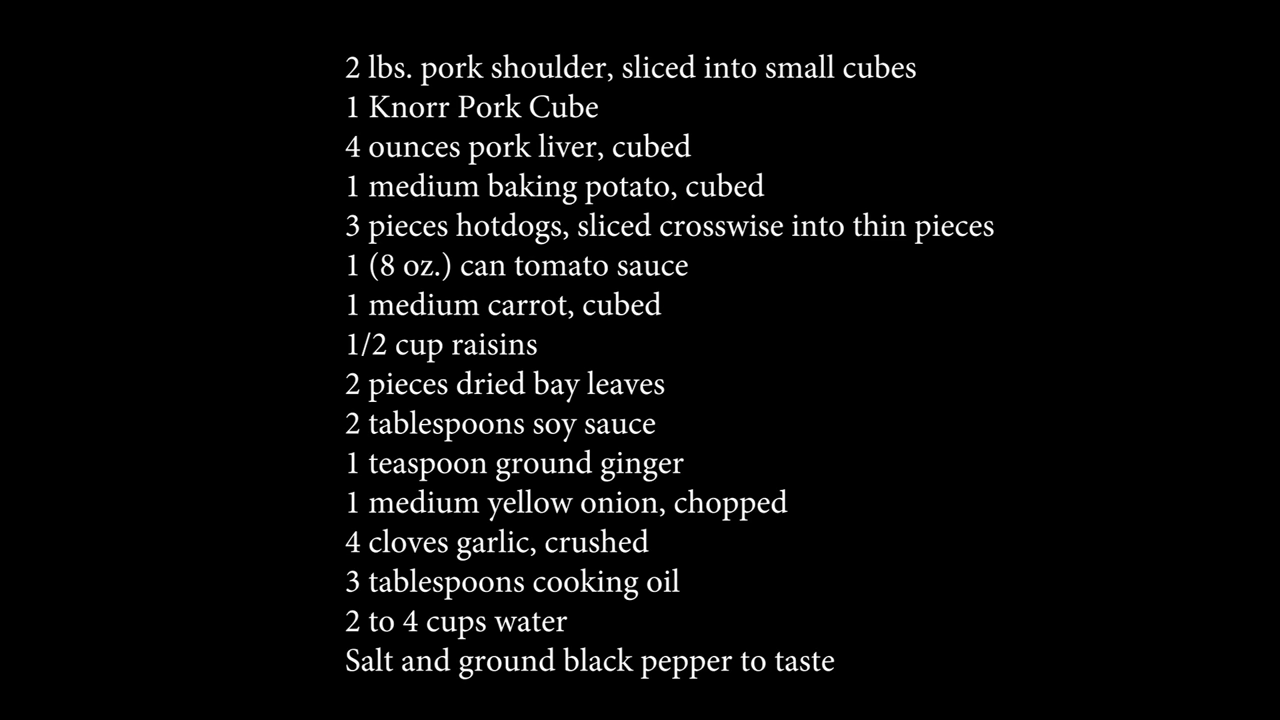 2 lbs. pork shoulder, sliced into small cubes
1 Knorr Pork Cube
4 ounces pork liver, cubed
1 medium baking potato, cubed
3 pieces hotdogs, sliced crosswise into thin pieces
1 (8 oz.) can tomato sauce
1 medium carrot, cubed
1/2 cup raisins
2 pieces dried bay leaves
2 tablespoons soy sauce
1 teaspoon ground ginger
1 medium yellow onion, chopped
4 cloves garlic, crushed
3 tablespoons cooking oil
2 to 4 cups water
Salt and ground black pepper to taste